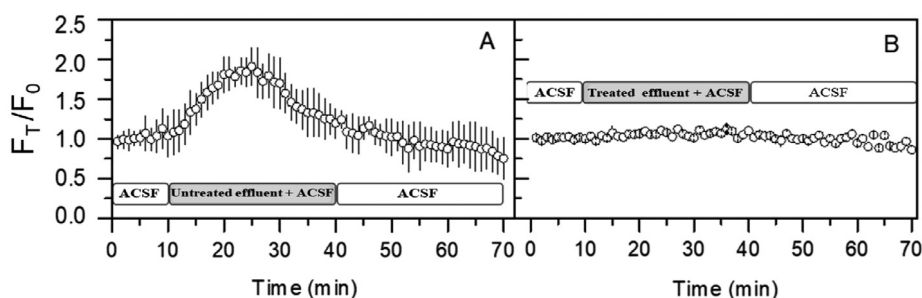 2.5
2.0
1.5
1.0
0.5
0.0
F_T/F_0
A
ACSF
Untreated effluent + ACSF
ACSF
0 10 20 30 40 50 60 70
Time (min)
B
ACSF
Treated effluent + ACSF
ACSF
0 10 20 30 40 50 60 70
Time (min)